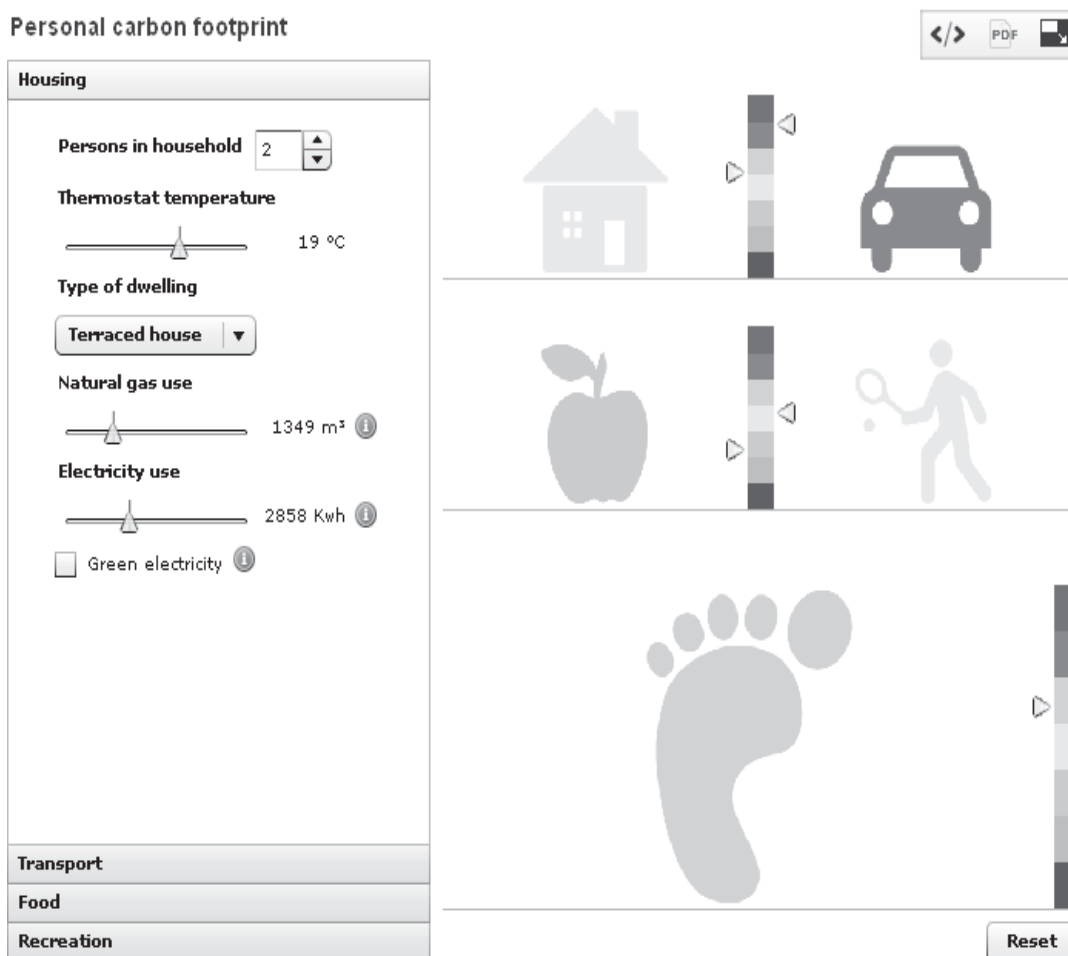 Personal carbon footprint
</>
PDF
Housing
Persons in household 2
Thermostat temperature
19 ºC
Type of dwelling
Terraced house
Natural gas use
1349 m³ i
Electricity use
2858 Kwh i
Green electricity i
Transport
Food
Recreation
Reset